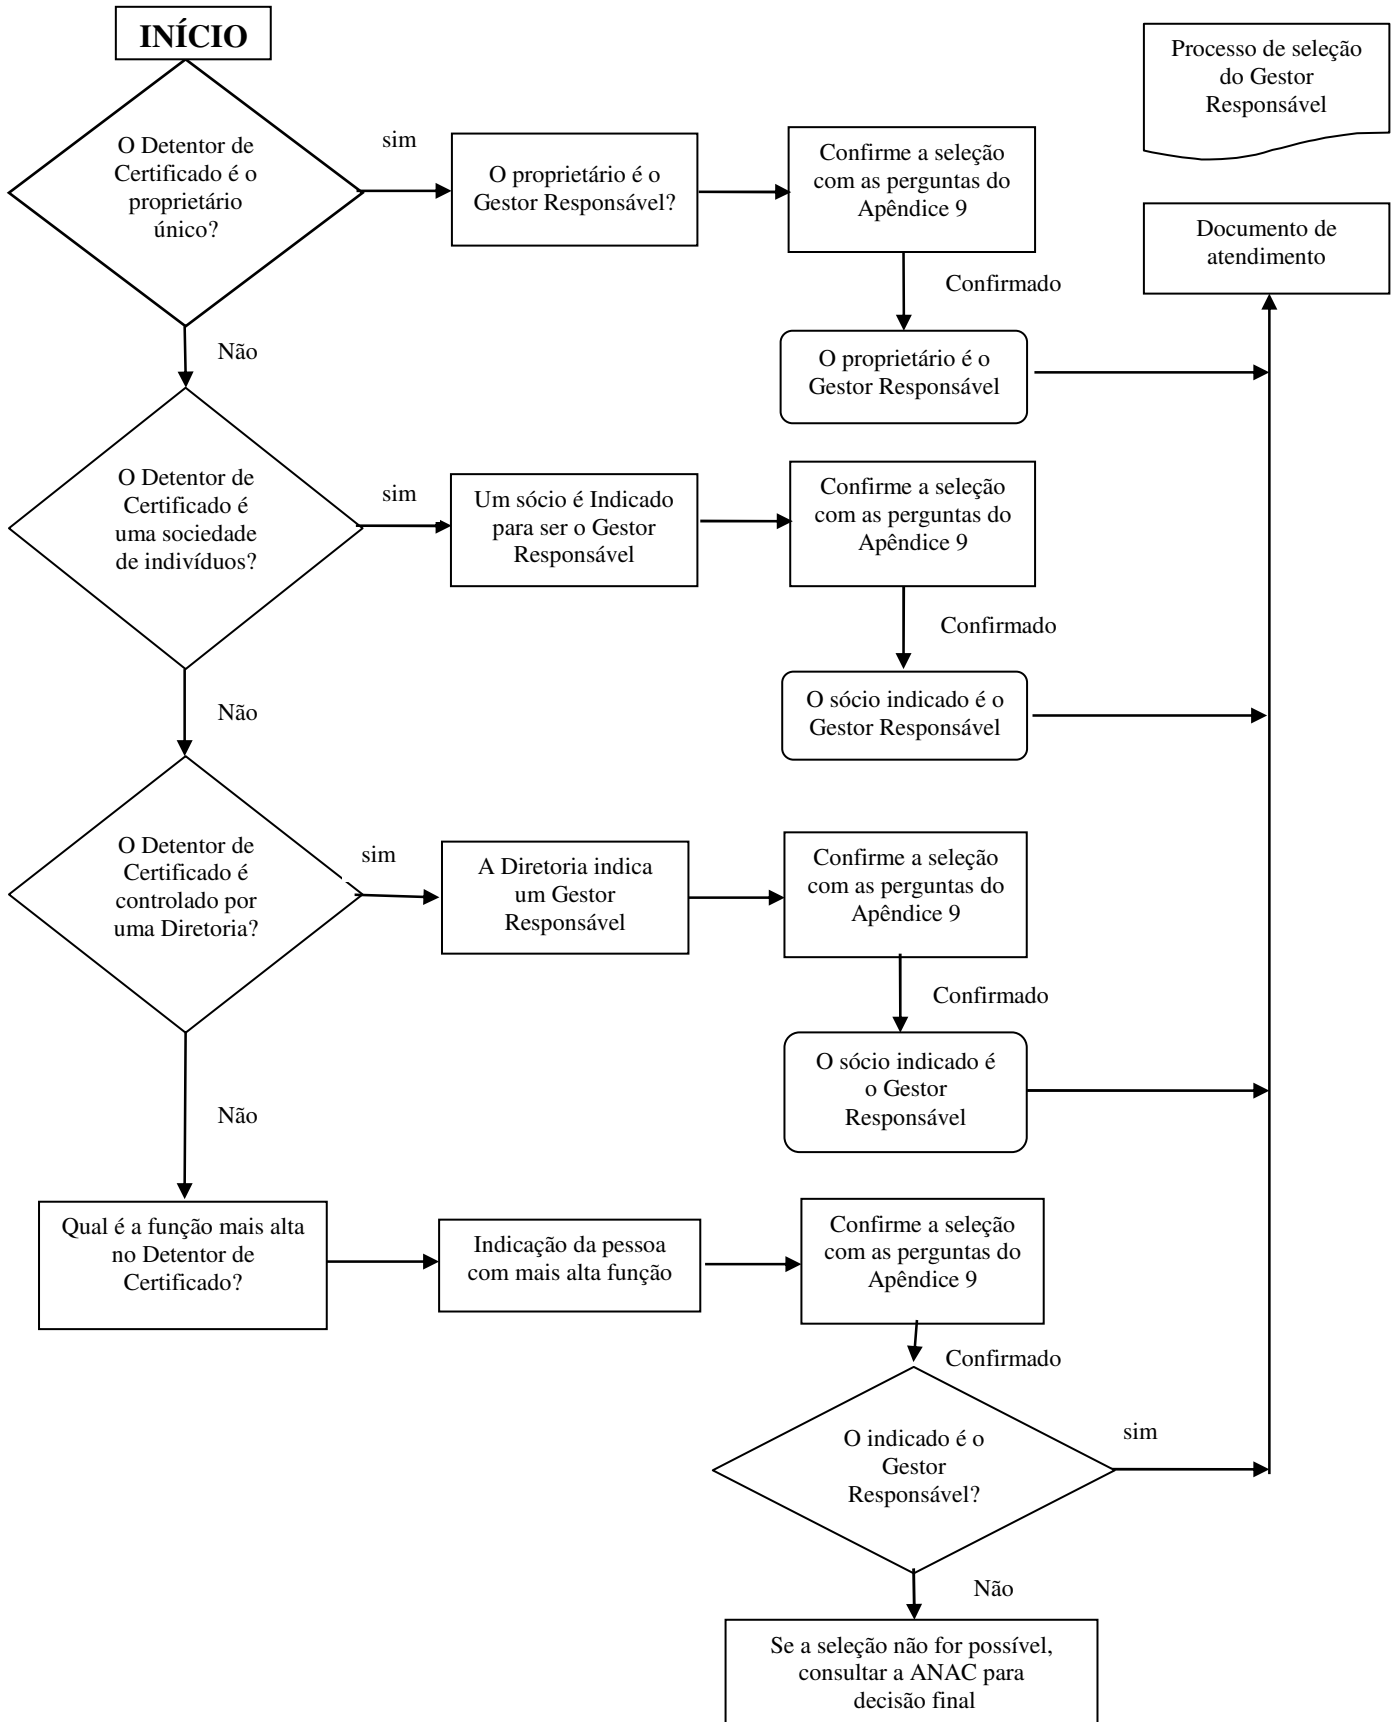 INÍCIO
Processo de seleção
do Gestor
Responsável
O Detentor de
Certificado é o
proprietário
único?
sim
O proprietário é o
Gestor Responsável?
Confirme a seleção
com as perguntas do
Apêndice 9
Documento de
atendimento
Confirmado
Não
O proprietário é o
Gestor Responsável
O Detentor de
Certificado é
uma sociedade
de indivíduos?
sim
Um sócio é Indicado
para ser o Gestor
Responsável
Confirme a seleção
com as perguntas do
Apêndice 9
Confirmado
Não
O sócio indicado é o
Gestor Responsável
O Detentor de
Certificado é
controlado por
uma Diretoria?
sim
A Diretoria indica
um Gestor
Responsável
Confirme a seleção
com as perguntas do
Apêndice 9
Confirmado
Não
O sócio indicado é
o Gestor
Responsável
Qual é a função mais alta
no Detentor de
Certificado?
Indicação da pessoa
com mais alta função
Confirme a seleção
com as perguntas do
Apêndice 9
Confirmado
O indicado é o
Gestor
Responsável?
sim
Não
Se a seleção não for possível,
consultar a ANAC para
decisão final